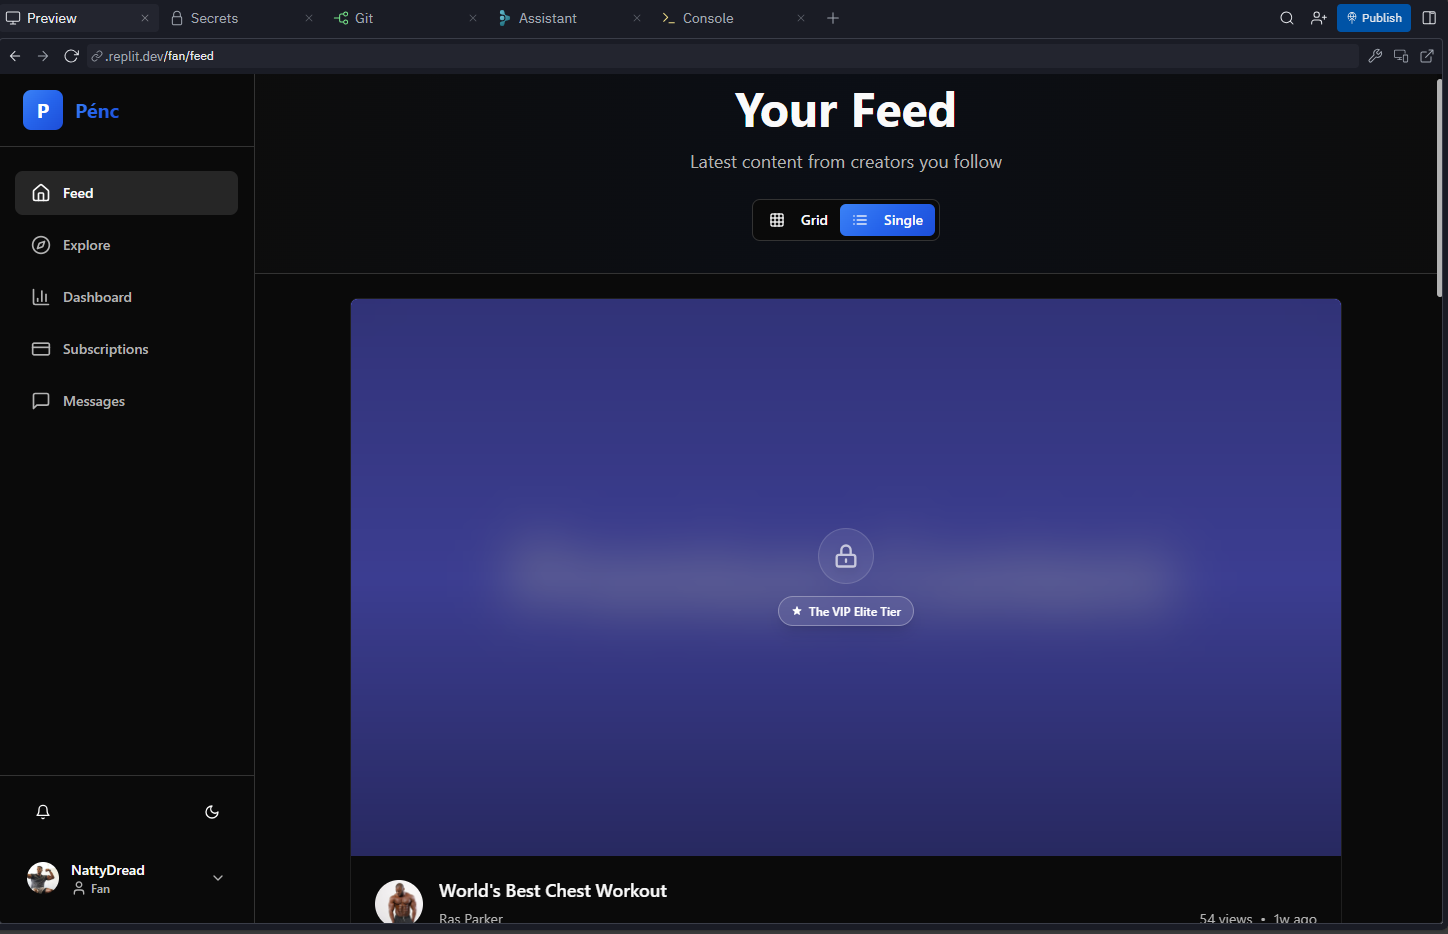 Preview
Secrets
Git
Assistant
Console
Publish
.replit.dev/fan/feed
P
Pénc
Feed
Explore
Dashboard
Subscriptions
Messages
NattyDread
Fan
Your Feed
Latest content from creators you follow
Grid
Single
The VIP Elite Tier
World's Best Chest Workout
Ras Parker
54 views • 1w ago